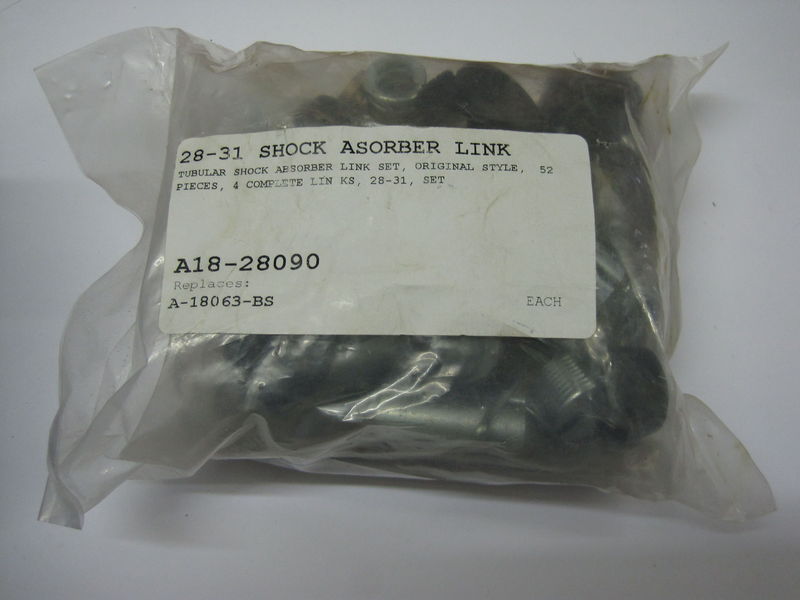 28-31 SHOCK ASORBER LINK
TUBULAR SHOCK ABSORBER LINK SET, ORIGINAL STYLE, 52
PIECES, 4 COMPLETE LIN KS, 28-31, SET
A18-28090
Replaces:
A-18063-BS EACH